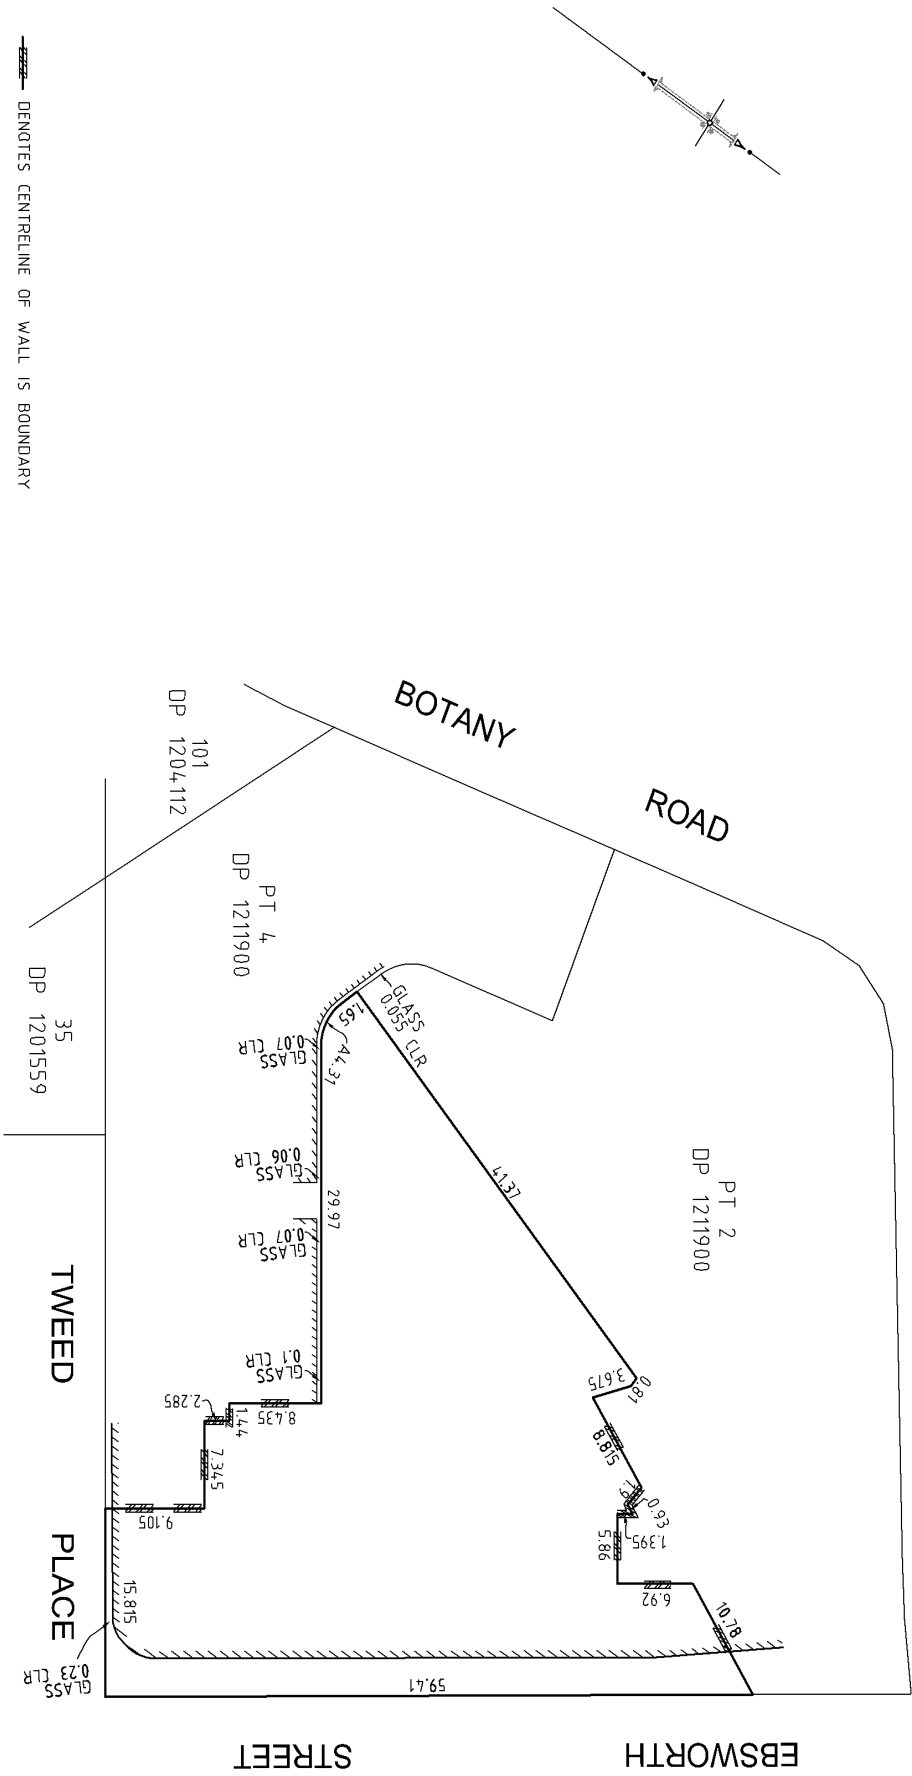 DENOTES CENTRELINE OF WALL IS BOUNDARY
BOTANY ROAD
101
DP 1204112
PT 4
DP 1211900
35
DP 1201559
PT 2
DP 1211900
GLASS
0.055 CLR
1.65
A4.31
GLASS
0.07 CLR
GLASS
0.06 CLR
29.97
GLASS
0.07 CLR
GLASS
0.1 CLR
41.37
0.81
3.675
8.815
0.93
1.395
5.86
6.92
10.78
8.435
1.44
2.285
7.345
9.105
15.815
GLASS
0.23 CLR
59.41
TWEED PLACE
EBSWORTH STREET